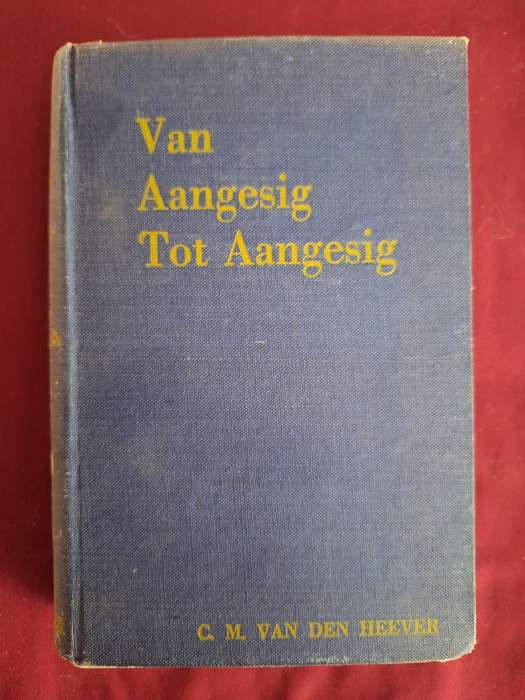 Van
Aangesig
Tot Aangesig
C. M. VAN DEN HEEVER